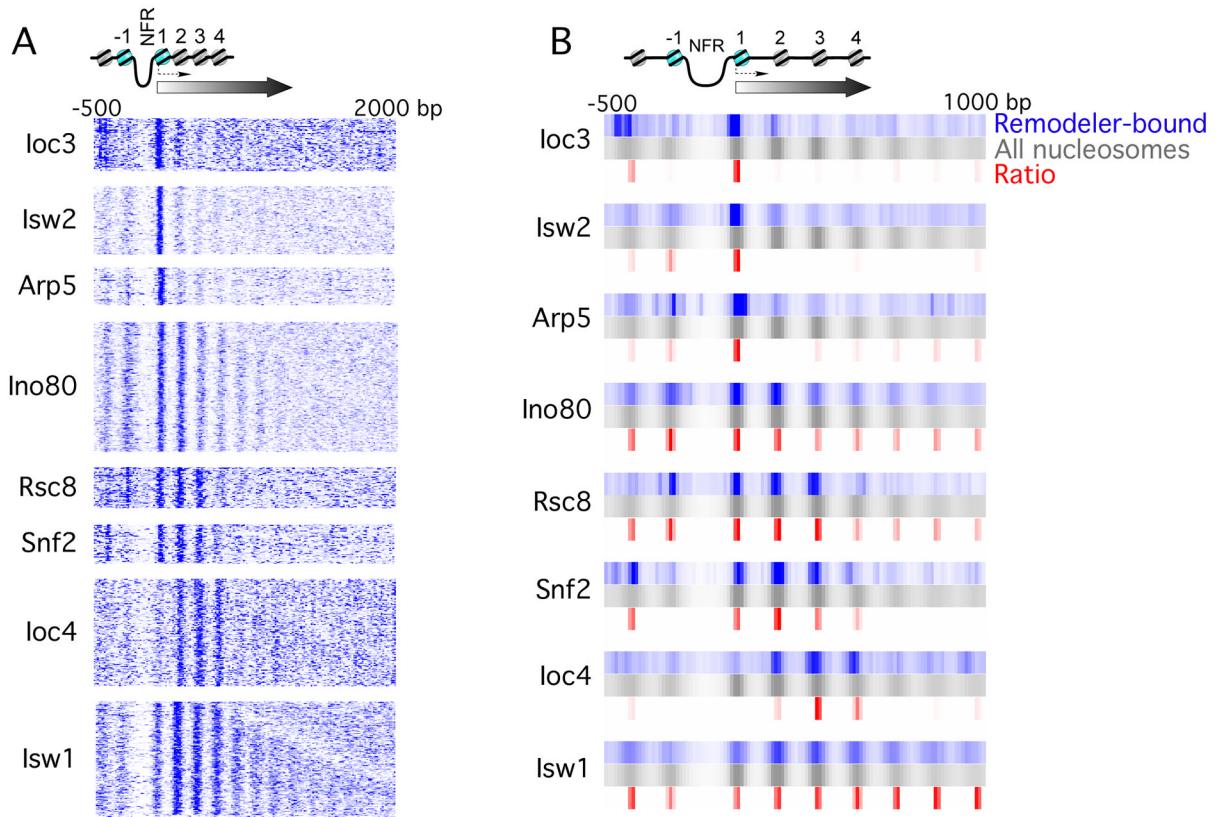 A
NFR
-1 1 2 3 4
-500 2000 bp
Ioc3
Isw2
Arp5
Ino80
Rsc8
Snf2
Ioc4
Isw1
B
-1 NFR 1 2 3 4
-500 1000 bp
Remodeler-bound
All nucleosomes
Ratio
Ioc3
Isw2
Arp5
Ino80
Rsc8
Snf2
Ioc4
Isw1